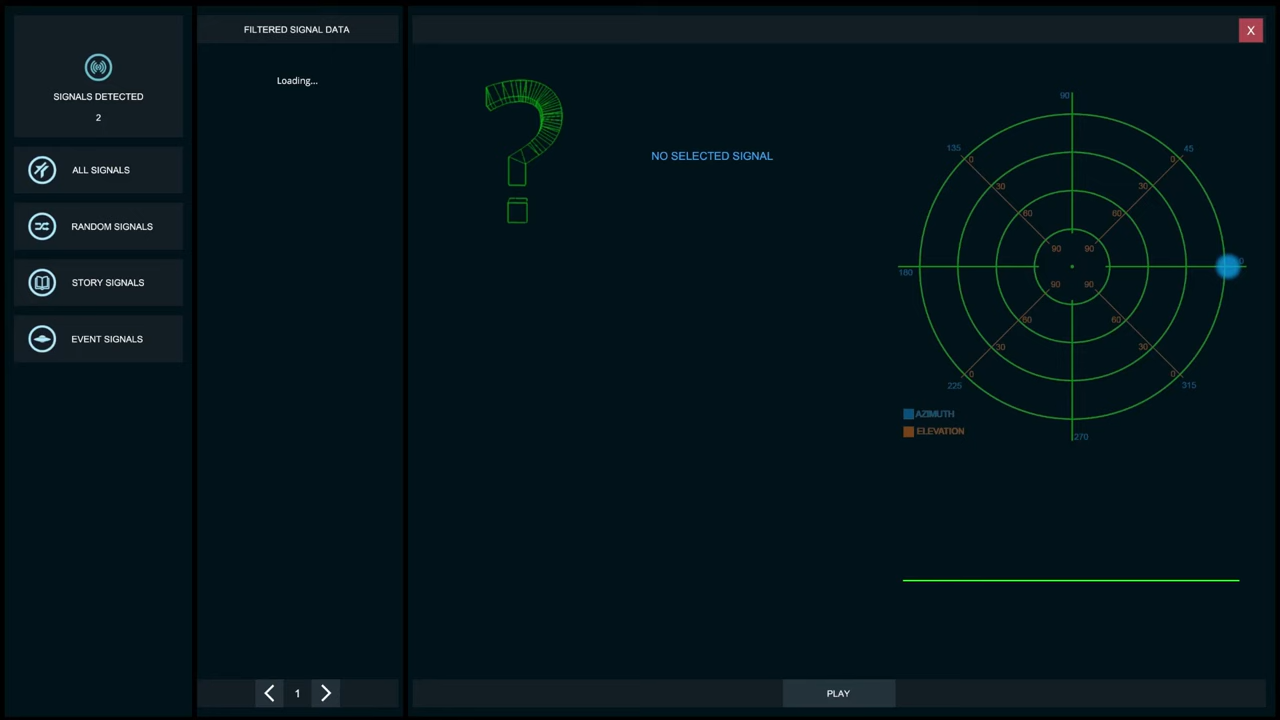 SIGNALS DETECTED
2
ALL SIGNALS
RANDOM SIGNALS
STORY SIGNALS
EVENT SIGNALS
FILTERED SIGNAL DATA
Loading...
1
X
?
NO SELECTED SIGNAL
90
135
45
0
0
30
30
60
60
90
90
180
90
90
60
60
30
30
0
0
225
315
270
AZIMUTH
ELEVATION
PLAY